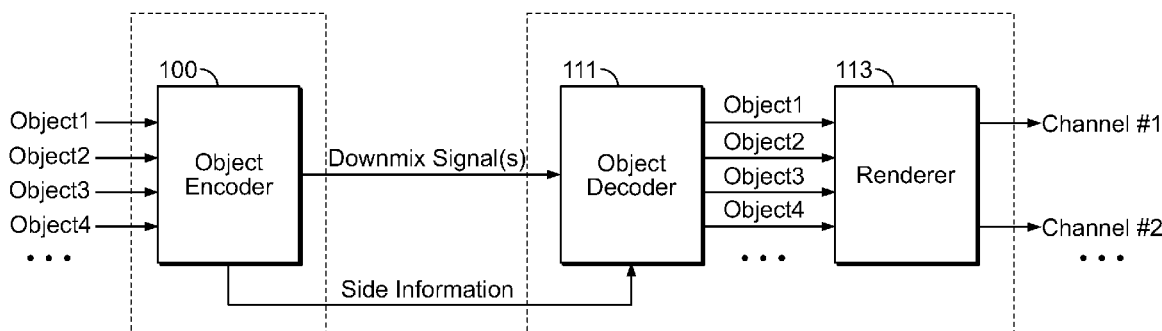 100
111
113
Object1
Object2
Object3
Object4
• • •
Object
Encoder
Downmix Signal(s)
Side Information
Object
Decoder
Object1
Object2
Object3
Object4
• • •
Renderer
Channel #1
Channel #2
• • •